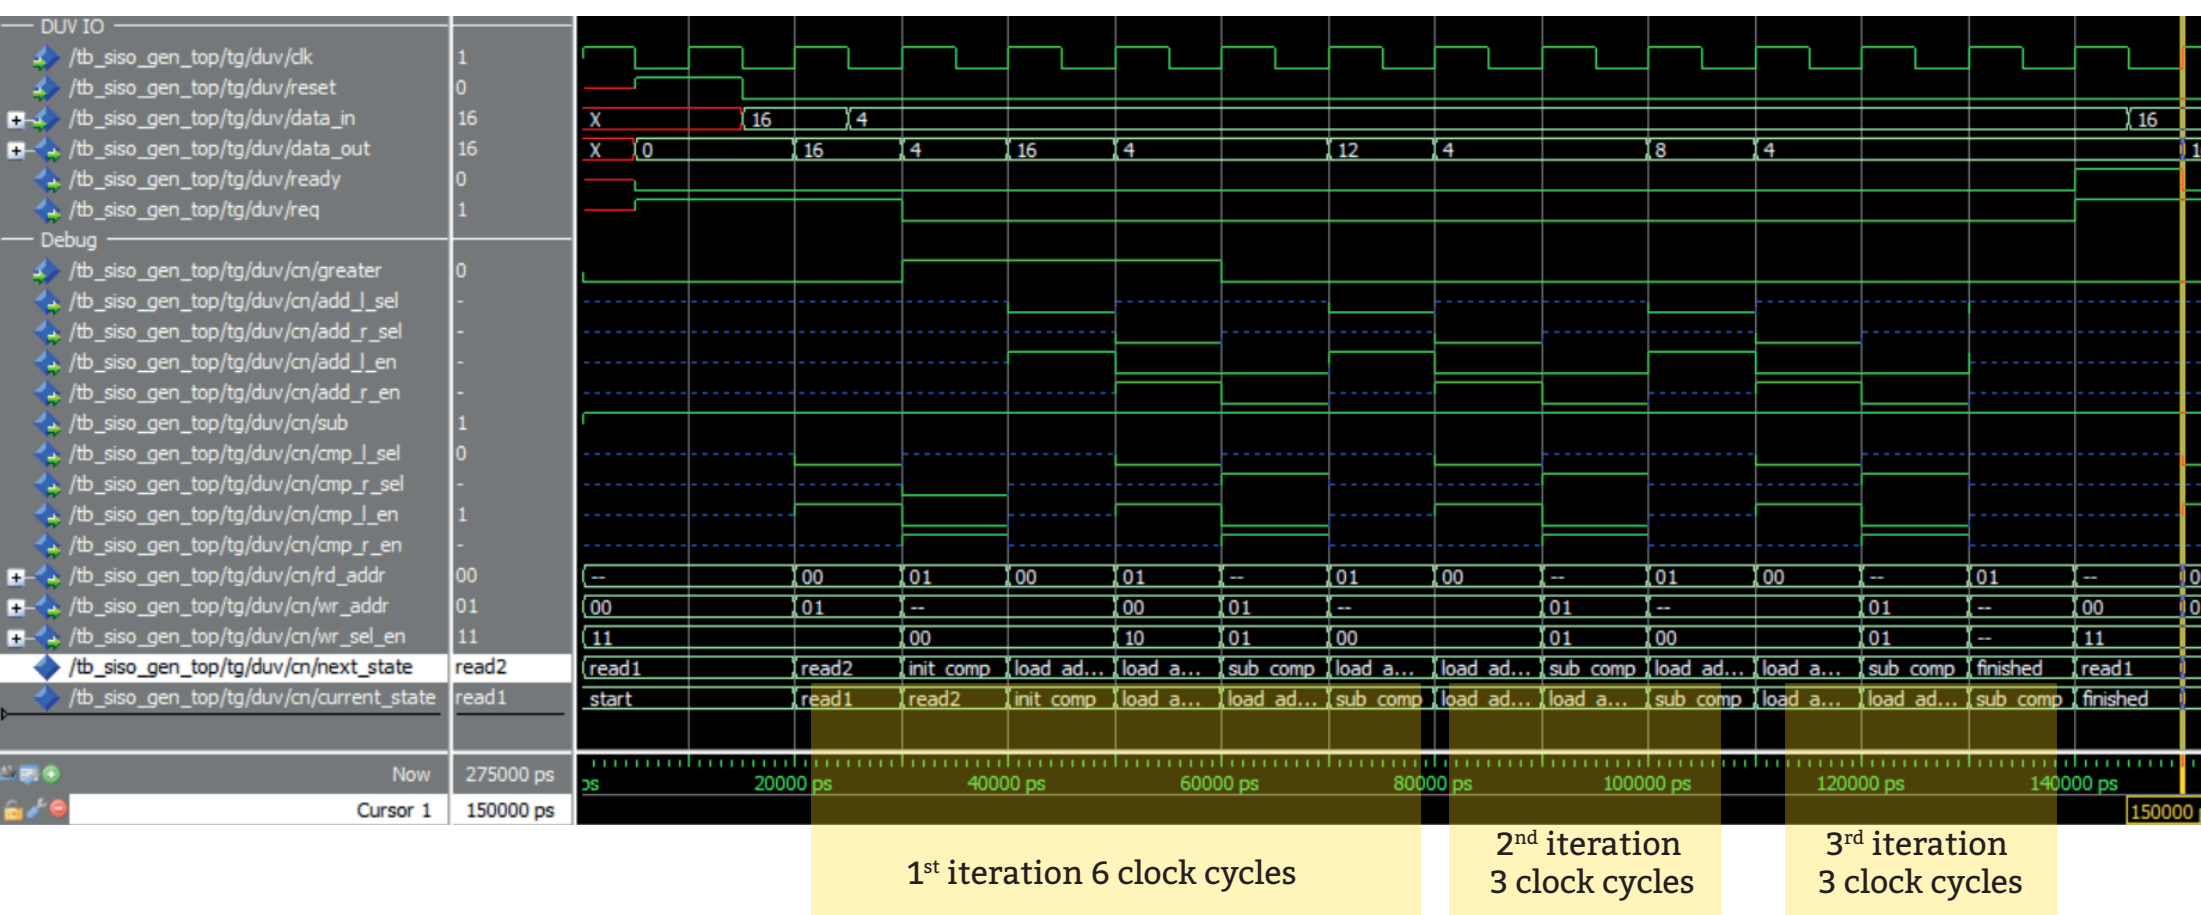 DUV IO
/tb_siso_gen_top/tg/duv/clk 1
/tb_siso_gen_top/tg/duv/reset 0
/tb_siso_gen_top/tg/duv/data_in 16 X 16 4 16
/tb_siso_gen_top/tg/duv/data_out 16 X 0 16 4 16 4 12 4 8 4 1
/tb_siso_gen_top/tg/duv/ready 0
/tb_siso_gen_top/tg/duv/req 1
Debug
/tb_siso_gen_top/tg/duv/cn/greater 0
/tb_siso_gen_top/tg/duv/cn/add_l_sel -
/tb_siso_gen_top/tg/duv/cn/add_r_sel -
/tb_siso_gen_top/tg/duv/cn/add_l_en -
/tb_siso_gen_top/tg/duv/cn/add_r_en -
/tb_siso_gen_top/tg/duv/cn/sub 1
/tb_siso_gen_top/tg/duv/cn/cmp_l_sel 0
/tb_siso_gen_top/tg/duv/cn/cmp_r_sel -
/tb_siso_gen_top/tg/duv/cn/cmp_l_en 1
/tb_siso_gen_top/tg/duv/cn/cmp_r_en -
/tb_siso_gen_top/tg/duv/cn/rd_addr 00 -- 00 01 00 01 -- 01 00 -- 01 00 -- 01 -- 0
/tb_siso_gen_top/tg/duv/cn/wr_addr 01 00 01 -- 00 01 -- 01 -- 01 -- 00 0
/tb_siso_gen_top/tg/duv/cn/wr_sel_en 11 11 00 10 01 00 01 00 01 -- 11
/tb_siso_gen_top/tg/duv/cn/next_state read2 read1 read2 init comp load ad... load a... sub comp load a... load ad... sub comp load ad... load a... sub comp finished read1
/tb_siso_gen_top/tg/duv/cn/current_state read1 start read1 read2 init comp load a... load ad... sub comp load ad... load a... sub comp load a... load ad... sub comp finished
Now 275000 ps ps 20000 ps 40000 ps 60000 ps 80000 ps 100000 ps 120000 ps 140000 ps
Cursor 1 150000 ps 150000
1st iteration 6 clock cycles
2nd iteration
3 clock cycles
3rd iteration
3 clock cycles